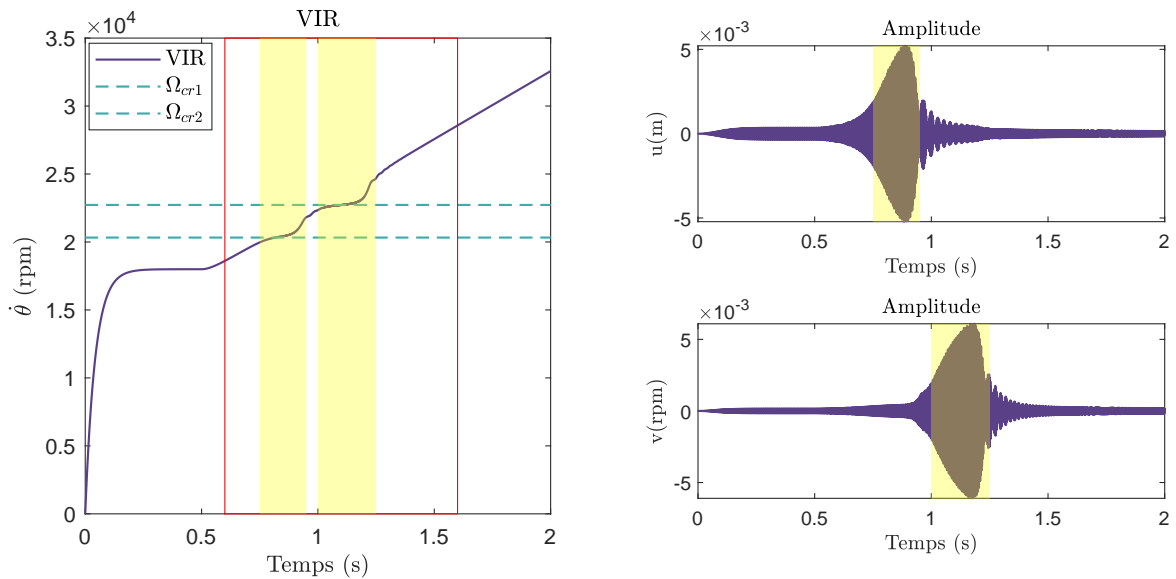 VIR
×10⁴
3.5
3
2.5
2
1.5
1
0.5
0
θ̇ (rpm)
VIR
Ω_cr1
Ω_cr2
0 0.5 1 1.5 2
Temps (s)
Amplitude
×10⁻³
5
0
-5
u(m)
0 0.5 1 1.5 2
Temps (s)
Amplitude
×10⁻³
5
0
-5
v(rpm)
0 0.5 1 1.5 2
Temps (s)